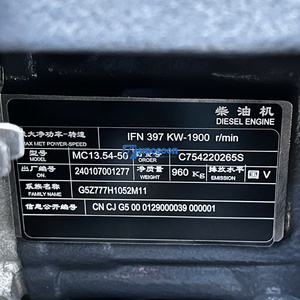 柴油机
DIESEL ENGINE
最大净功率-转速 IFN 397 KW-1900 r/min
MAX NET POWER-SPEED
型号 MC13.54-50 C754220265S
MODEL ORDER
出厂编号 240107001277 净质量 960 Kg 排放水平 V
WEIGHT EMISSION
系族名称 G5Z77H1052M11
FAMILY
信息公开编号 CN CJ G5 00 0129000039 000001